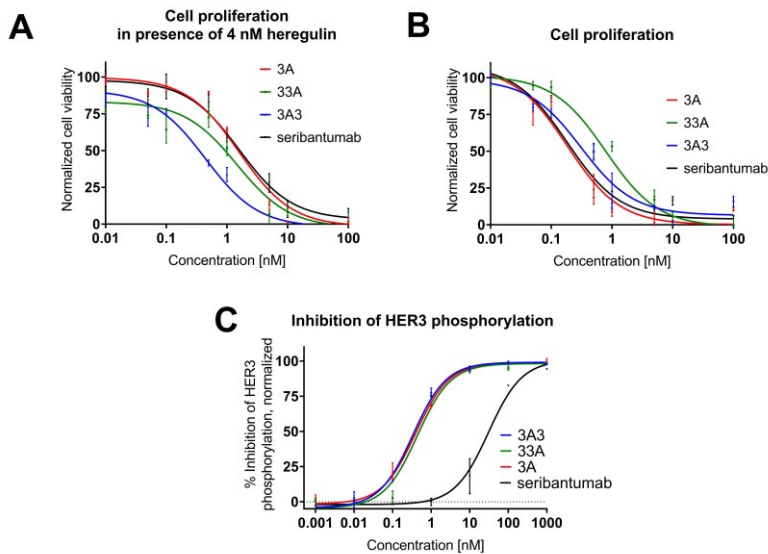 A
Cell proliferation
in presence of 4 nM heregulin
Normalized cell viability
100
75
50
25
0
0.01 0.1 1 10 100
Concentration [nM]
3A
33A
3A3
seribantumab
B
Cell proliferation
Normalized cell viability
100
75
50
25
0
0.01 0.1 1 10 100
Concentration [nM]
3A
33A
3A3
seribantumab
C
Inhibition of HER3 phosphorylation
% Inhibition of HER3
phosphorylation, normalized
100
75
50
25
0
0.001 0.01 0.1 1 10 100 1000
Concentration [nM]
3A3
33A
3A
seribantumab